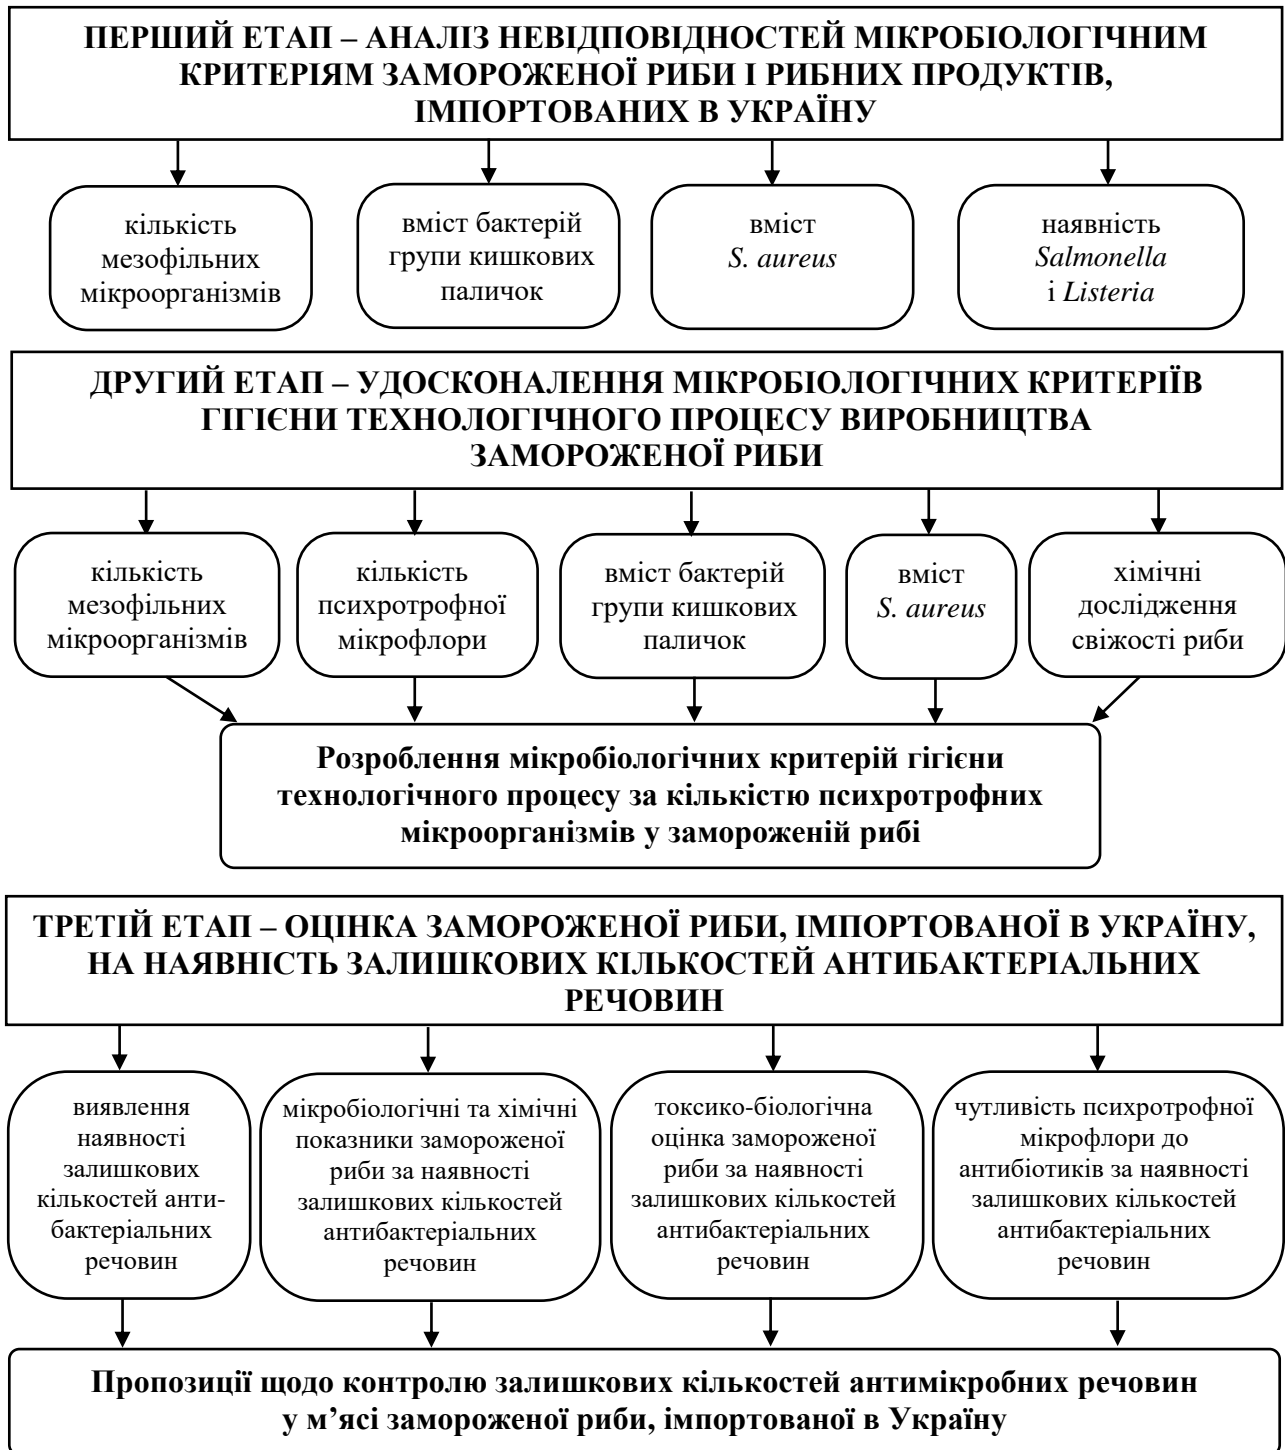 ПЕРШИЙ ЕТАП – АНАЛІЗ НЕВІДПОВІДНОСТЕЙ МІКРОБІОЛОГІЧНИМ
КРИТЕРІЯМ ЗАМОРОЖЕНОЇ РИБИ І РИБНИХ ПРОДУКТІВ,
ІМПОРТОВАНИХ В УКРАЇНУ
кількість
мезофільних
мікроорганізмів
вміст бактерій
групи кишкових
паличок
вміст
S. aureus
наявність
Salmonella
і Listeria
ДРУГИЙ ЕТАП – УДОСКОНАЛЕННЯ МІКРОБІОЛОГІЧНИХ КРИТЕРІЇВ
ГІГІЄНИ ТЕХНОЛОГІЧНОГО ПРОЦЕСУ ВИРОБНИЦТВА
ЗАМОРОЖЕНОЇ РИБИ
кількість
мезофільних
мікроорганізмів
кількість
психротрофної
мікрофлори
вміст бактерій
групи кишкових
паличок
вміст
S. aureus
хімічні
дослідження
свіжості риби
Розроблення мікробіологічних критерій гігієни
технологічного процесу за кількістю психротрофних
мікроорганізмів у замороженій рибі
ТРЕТІЙ ЕТАП – ОЦІНКА ЗАМОРОЖЕНОЇ РИБИ, ІМПОРТОВАНОЇ В УКРАЇНУ,
НА НАЯВНІСТЬ ЗАЛИШКОВИХ КІЛЬКОСТЕЙ АНТИБАКТЕРІАЛЬНИХ
РЕЧОВИН
виявлення
наявності
залишкових
кількостей анти-
бактеріальних
речовин
мікробіологічні та хімічні
показники замороженої
риби за наявності
залишкових кількостей
антибактеріальних
речовин
токсико-біологічна
оцінка замороженої
риби за наявності
залишкових кількостей
антибактеріальних
речовин
чутливість психротрофної
мікрофлори до
антибіотиків за наявності
залишкових кількостей
антибактеріальних
речовин
Пропозиції щодо контролю залишкових кількостей антимікробних речовин
у м’ясі замороженої риби, імпортованої в Україну